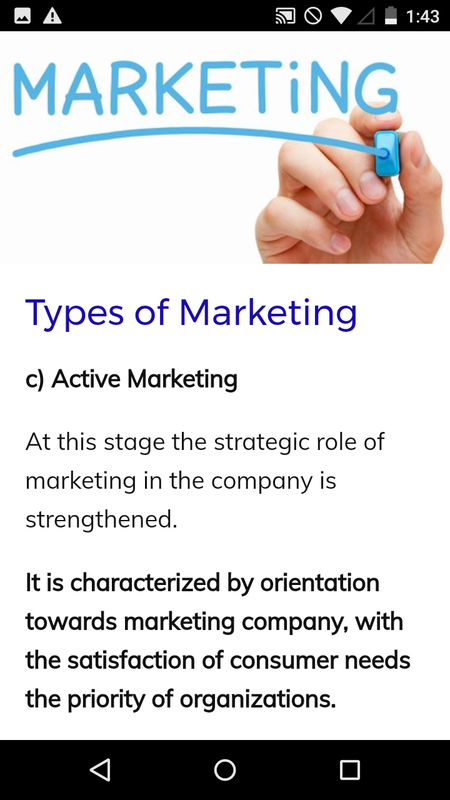 1:43
MARKETiNG
Types of Marketing
c) Active Marketing
At this stage the strategic role of
marketing in the company is
strengthened.
It is characterized by orientation
towards marketing company, with
the satisfaction of consumer needs
the priority of organizations.